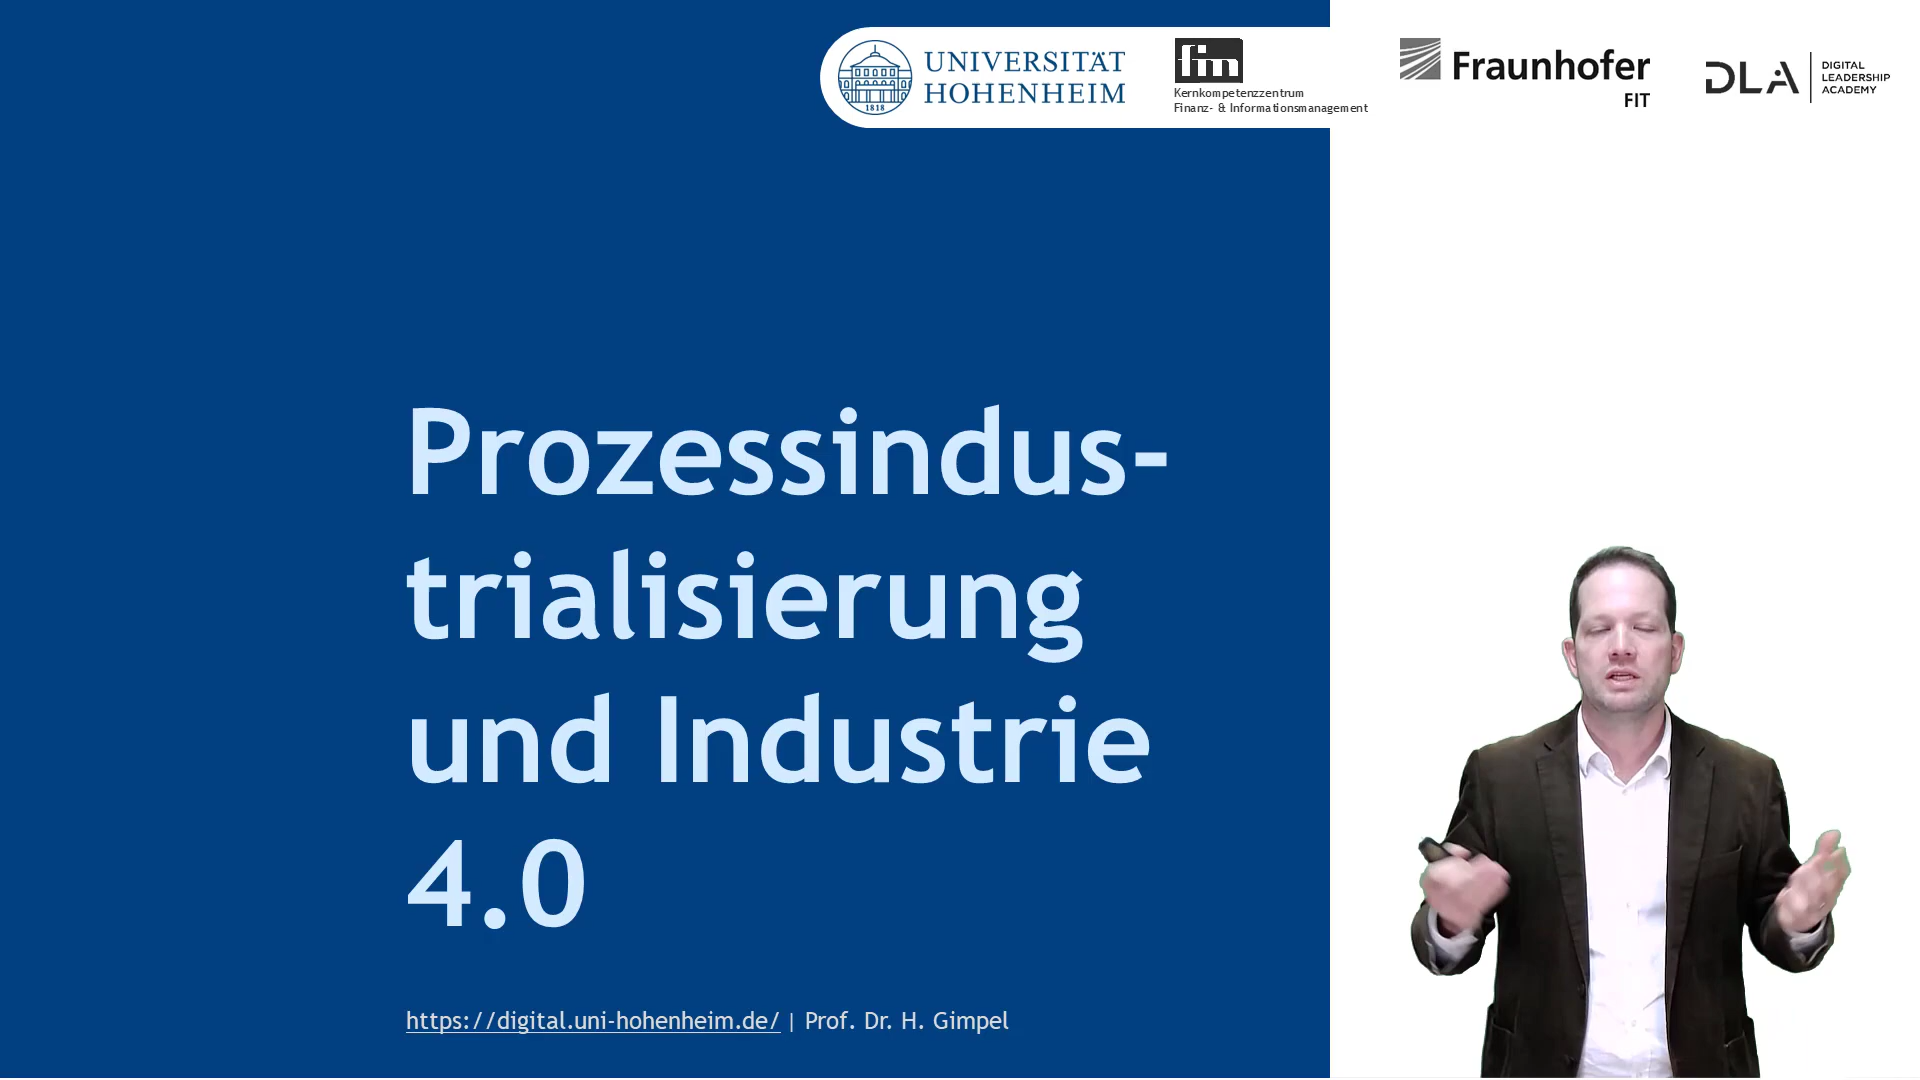 UNIVERSITÄT
HOHENHEIM
1818
fim
Kernkompetenzzentrum
Finanz- & Informationsmanagement
Fraunhofer
FIT
DLA
DIGITAL
LEADERSHIP
ACADEMY
Prozessindus-
trialisierung
und Industrie
4.0
https://digital.uni-hohenheim.de/ | Prof. Dr. H. Gimpel